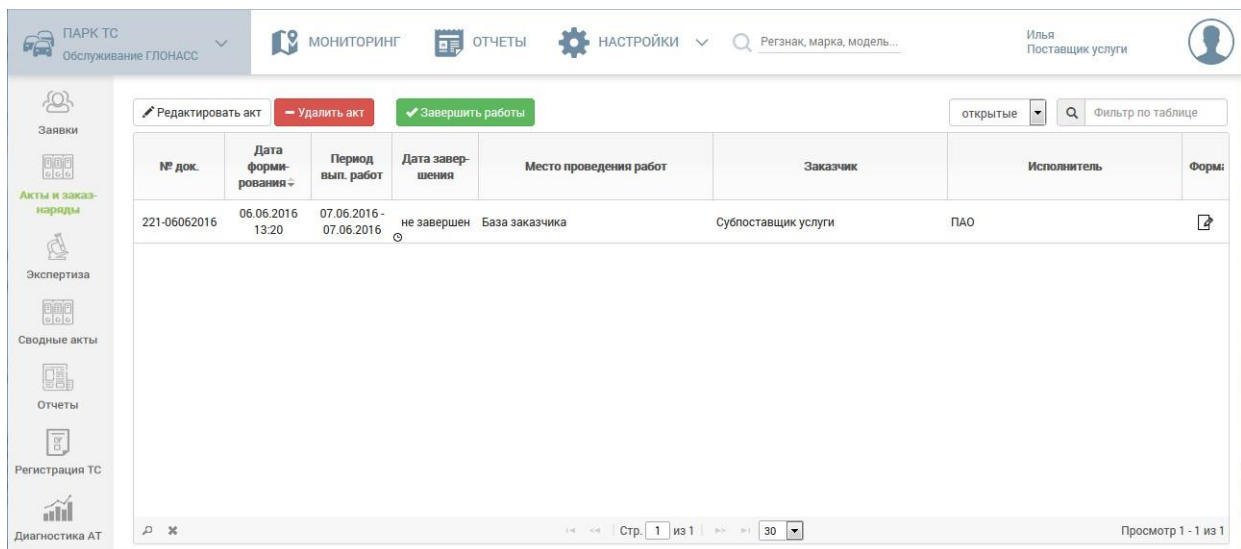 ПАРК ТС
Обслуживание ГЛОНАСС
МОНИТОРИНГ
ОТЧЕТЫ
НАСТРОЙКИ
Регзнак, марка, модель...
Илья
Поставщик услуги
Заявки
Акты и заказ-
наряды
Экспертиза
Сводные акты
Отчеты
Регистрация ТС
Диагностика АТ
Редактировать акт
Удалить акт
Завершить работы
открытые
Фильтр по таблице
№ док.
Дата
форми-
рования
Период
вып. работ
Дата завер-
шения
Место проведения работ
Заказчик
Исполнитель
Форма
221-06062016
06.06.2016
13:20
07.06.2016 -
07.06.2016
не завершен
База заказчика
Субпоставщик услуги
ПАО
Стр. 1 из 1
30
Просмотр 1 - 1 из 1